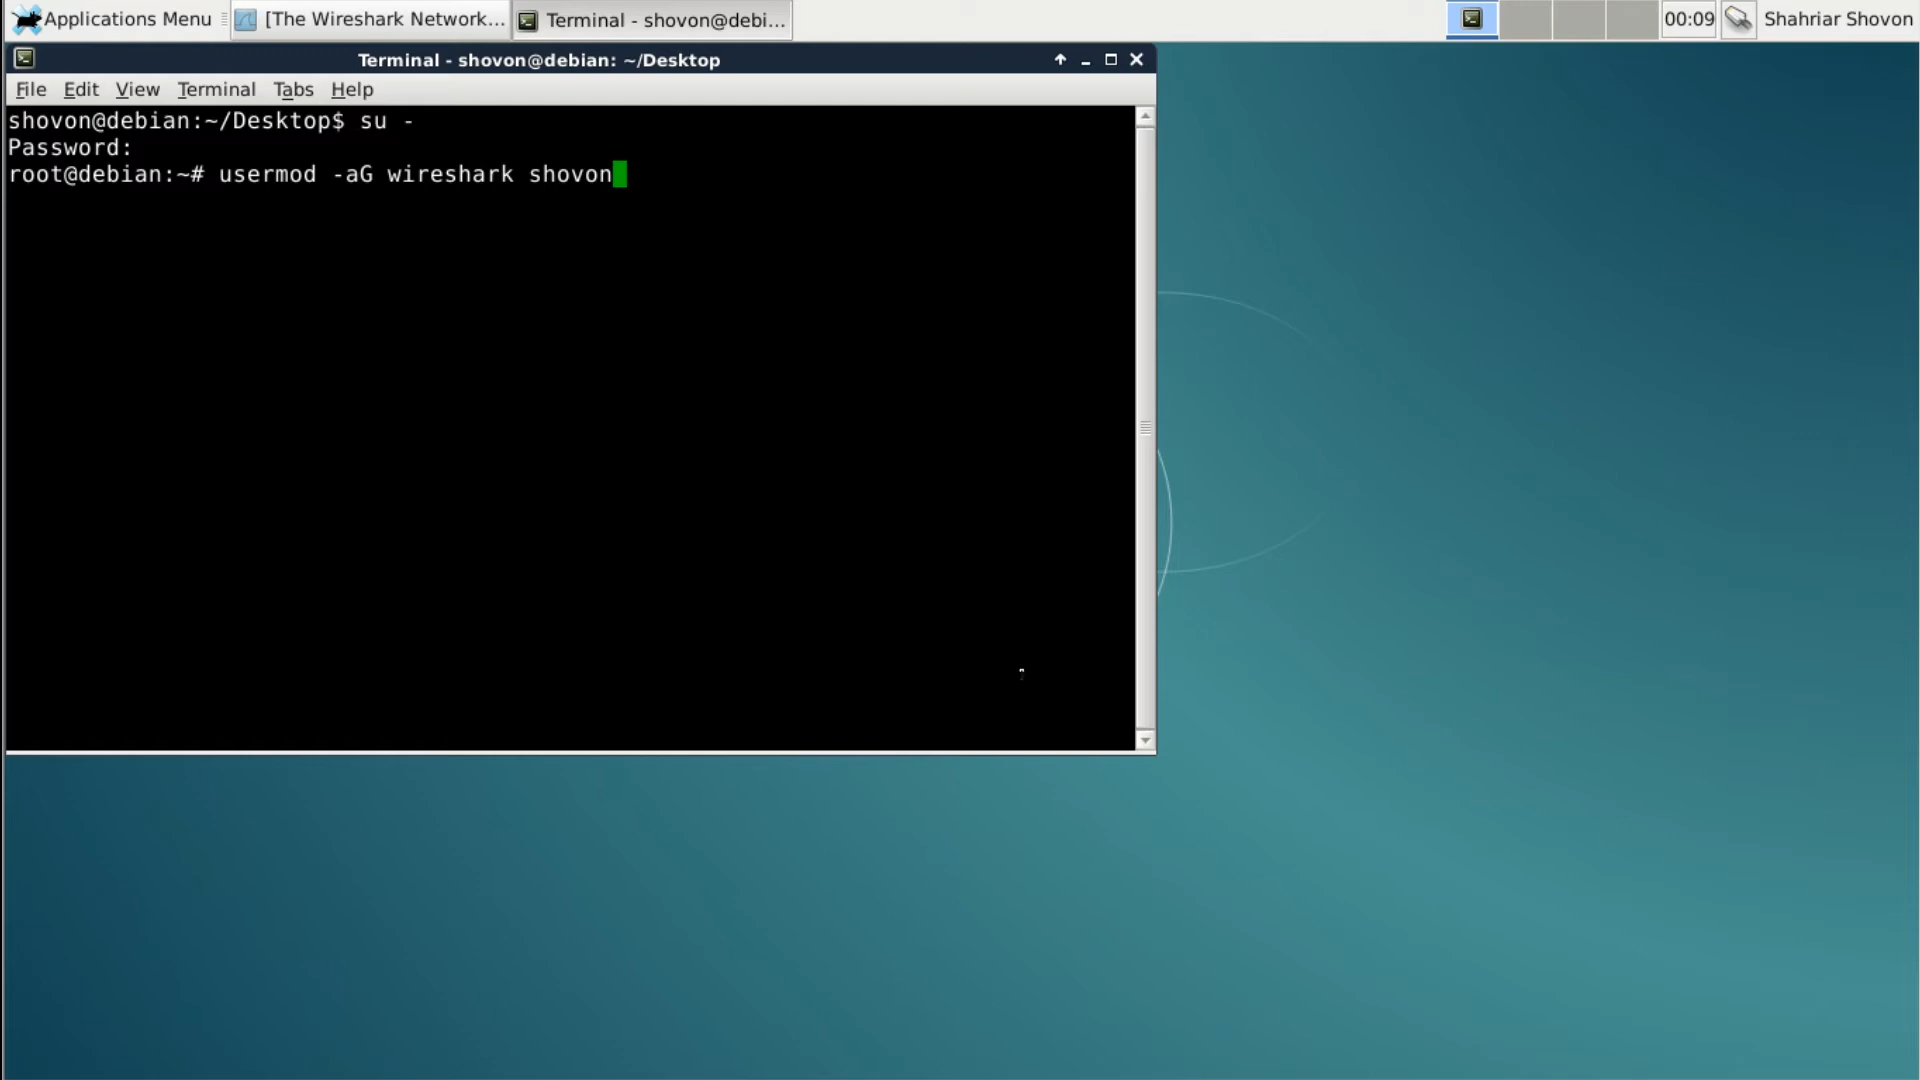 Applications Menu [The Wireshark Network... Terminal - shovon@debi... 00:09 Shahriar Shovon
Terminal - shovon@debian: ~/Desktop
File Edit View Terminal Tabs Help
shovon@debian:~/Desktop$ su -
Password:
root@debian:~# usermod -aG wireshark shovon